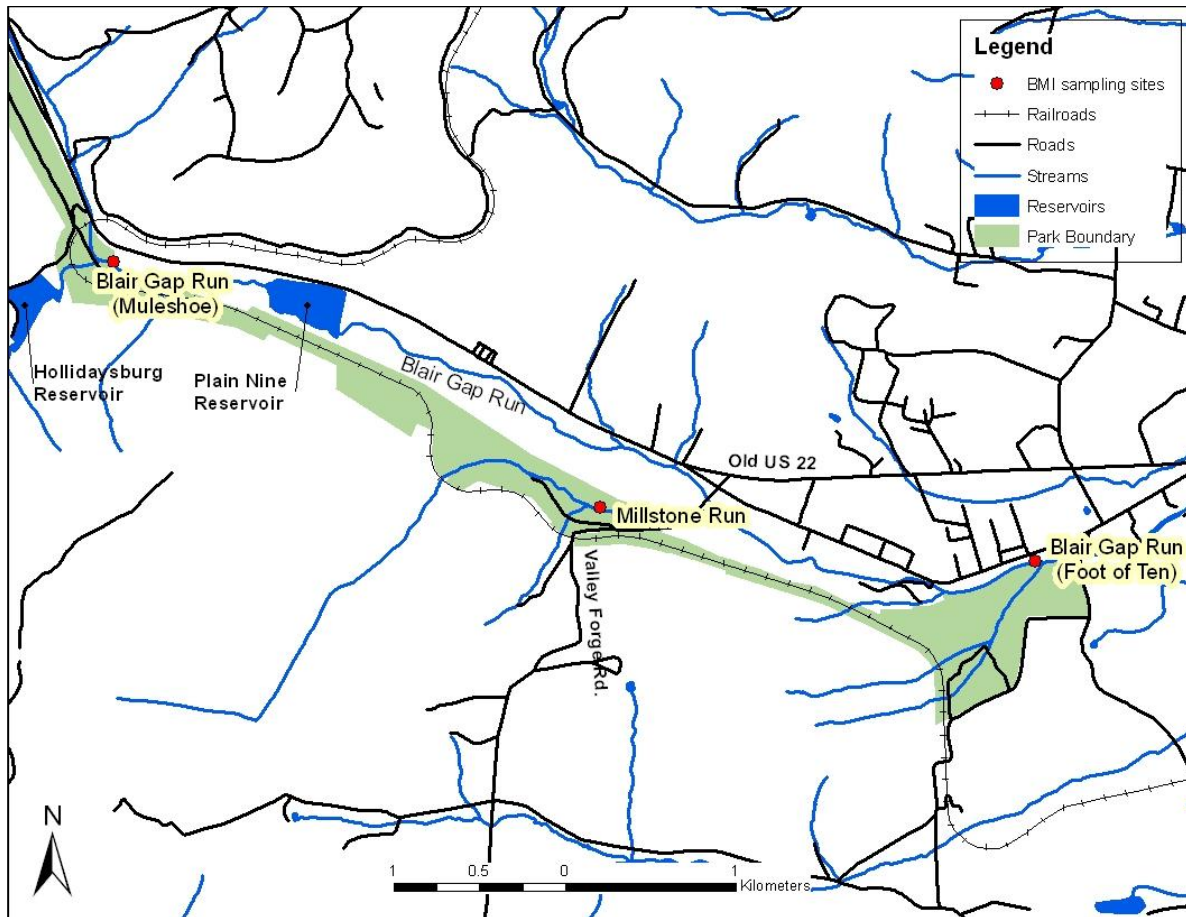 Legend
BMI sampling sites
Railroads
Roads
Streams
Reservoirs
Park Boundary
Blair Gap Run
(Muleshoe)
Hollidaysburg
Reservoir
Plain Nine
Reservoir
Blair Gap Run
Old US 22
Millstone Run
Blair Gap Run
(Foot of Ten)
Valley Forge Rd.
N
1 0 1
Kilometers